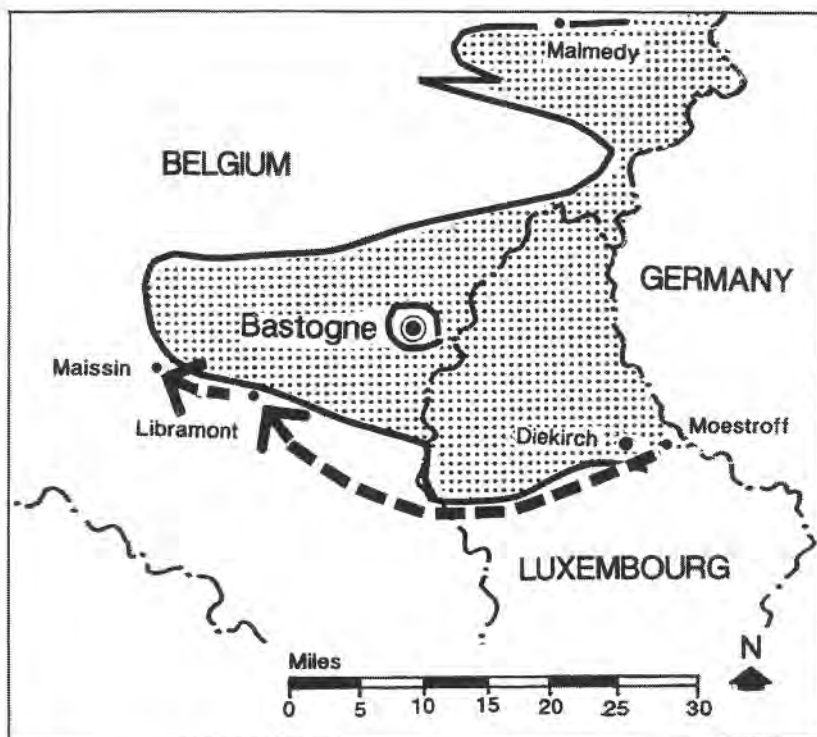 Malmedy
BELGIUM
GERMANY
Bastogne
Maissin
Libramont
Diekirch
Moestroff
LUXEMBOURG
N
Miles
0 5 10 15 20 25 30